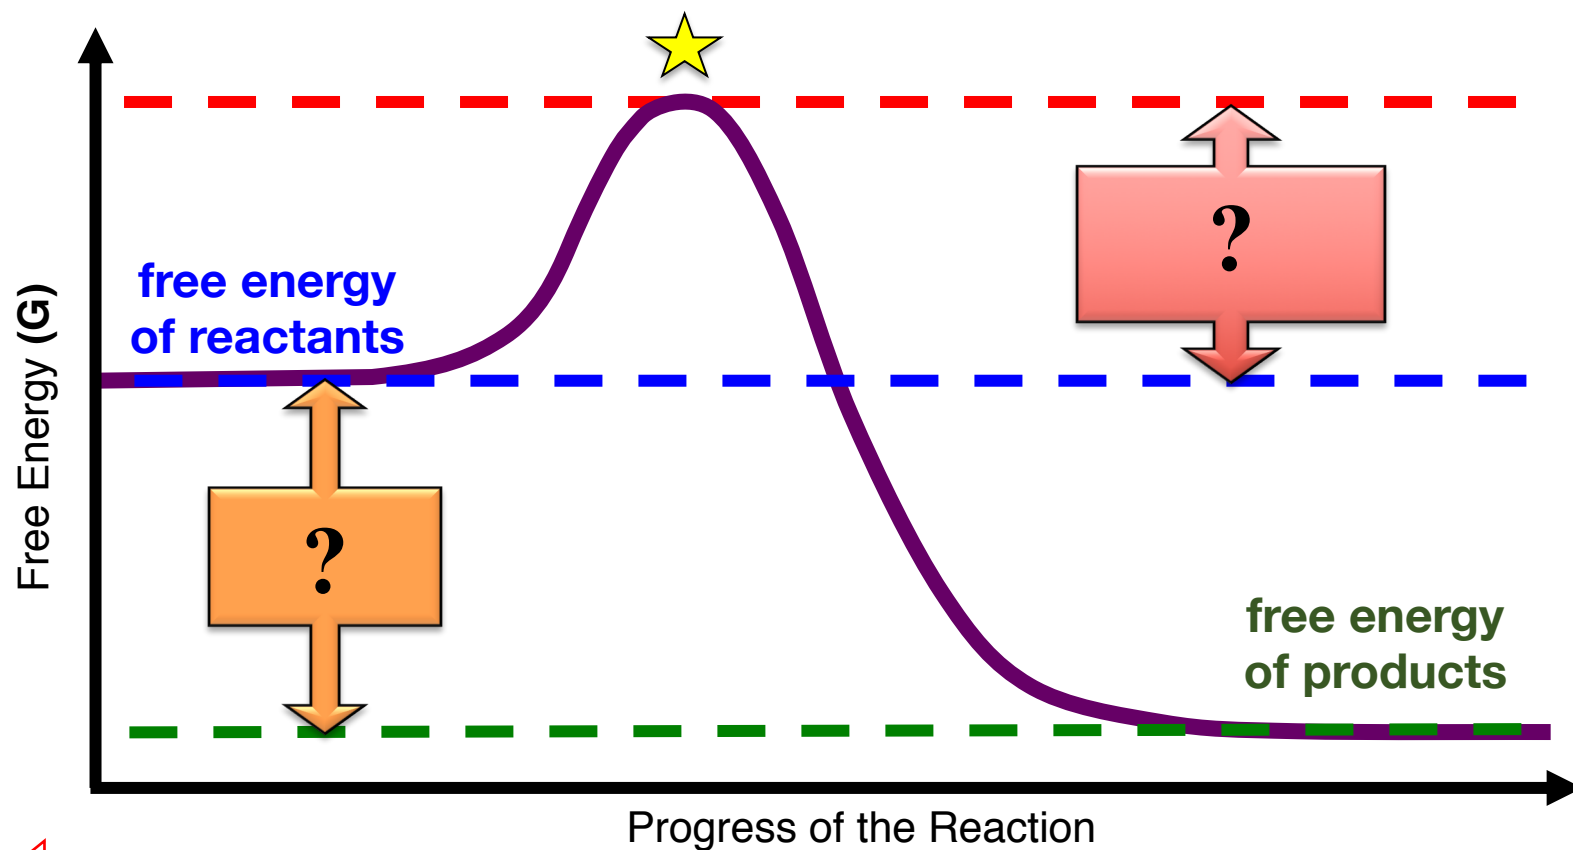 ?
free energy
of reactants
Free Energy (G)
?
free energy
of products
Progress of the Reaction